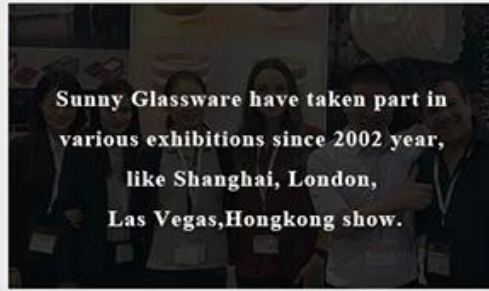 Sunny Glassware have taken part in
various exhibitions since 2002 year,
like Shanghai, London,
Las Vegas,Hongkong show.